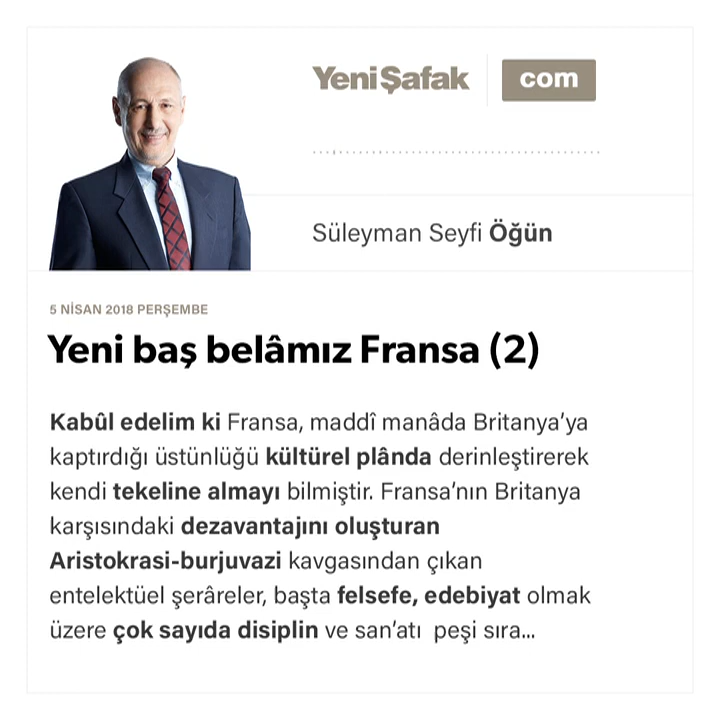 YeniŞafak com
Süleyman Seyfi Öğün
5 NİSAN 2018 PERŞEMBE
Yeni baş belâmız Fransa (2)
Kabûl edelim ki Fransa, maddî manâda Britanya'ya
kaptırdığı üstünlüğü kültürel plânda derinleştirerek
kendi tekeline almayı bilmiştir. Fransa'nın Britanya
karşısındaki dezavantajını oluşturan
Aristokrasi-burjuvazi kavgasından çıkan
entelektüel şerâreler, başta felsefe, edebiyat olmak
üzere çok sayıda disiplin ve san'atı peşi sıra...